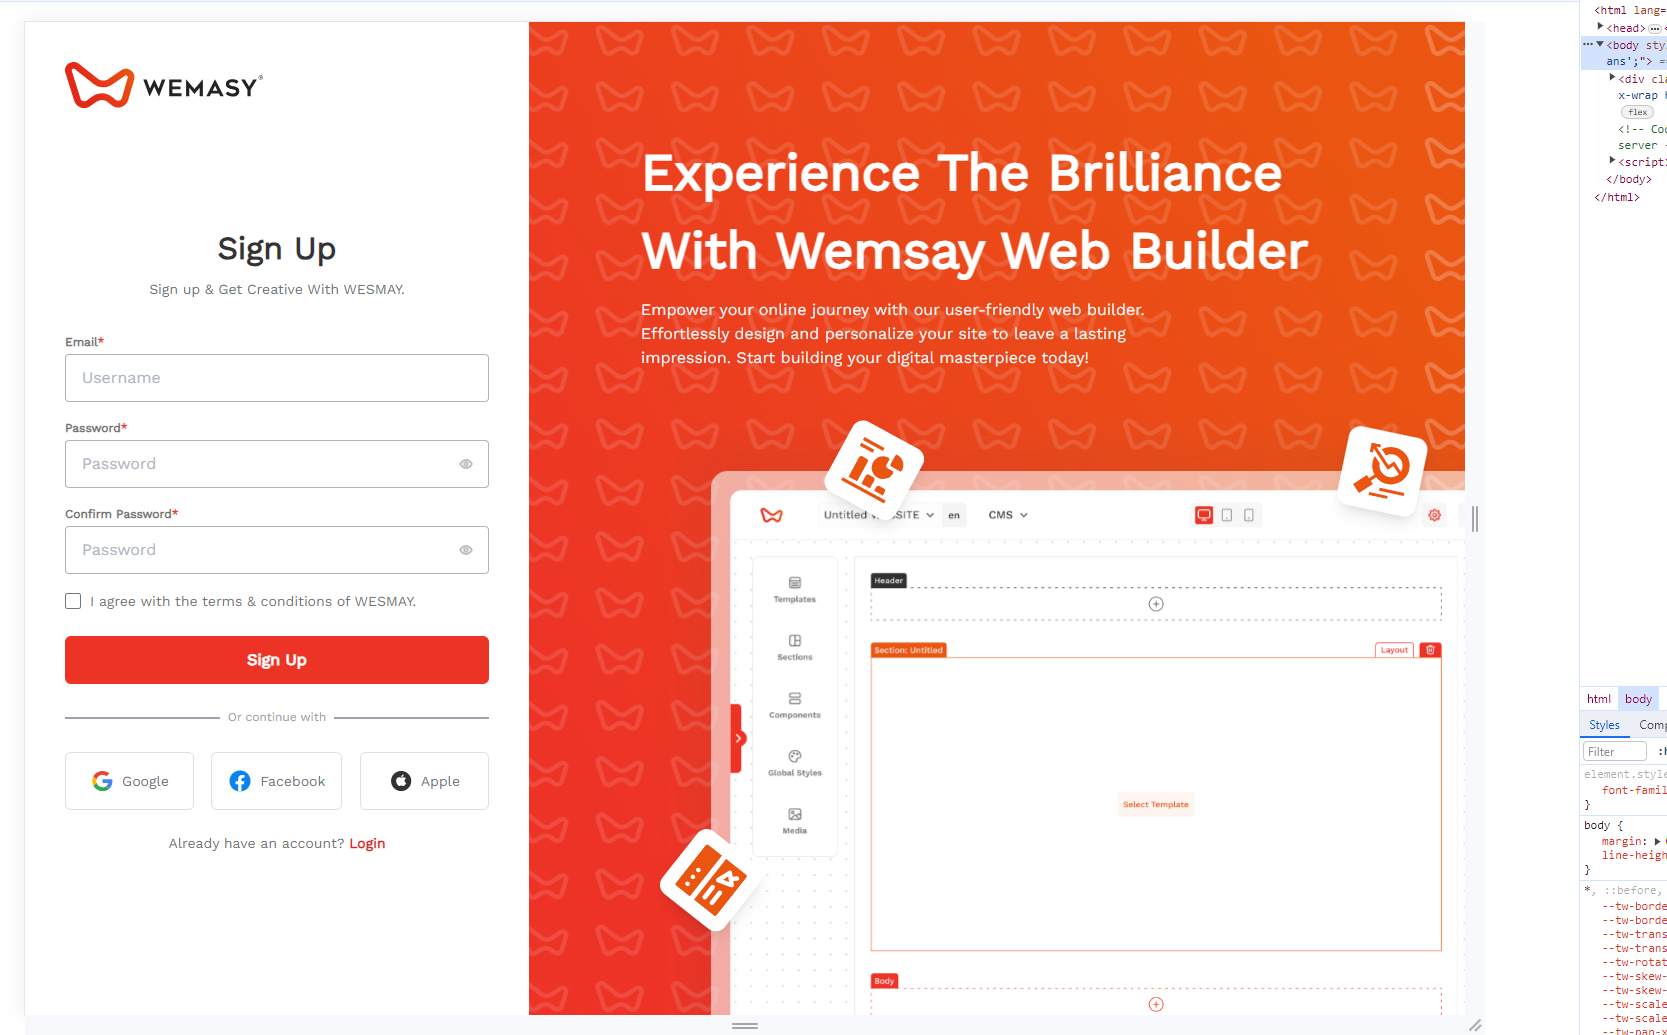 WEMASY®
Sign Up
Sign up & Get Creative With WESMAY.
Email*
Username
Password*
Password
Confirm Password*
Password
I agree with the terms & conditions of WESMAY.
Sign Up
Or continue with
Google
Facebook
Apple
Already have an account? Login
Experience The Brilliance
With Wemsay Web Builder
Empower your online journey with our user-friendly web builder.
Effortlessly design and personalize your site to leave a lasting
impression. Start building your digital masterpiece today!
Untitled
en
CMS
Templates
Sections
Components
Global Styles
Media
Header
Section: Untitled
Layout
Select Template
Body
<html lang=
<head>
<body sty
ans';"> ==
<div cla
x-wrap
flex
<!-- Co
server
<script
</body>
</html>
html body
Styles Comp
Filter
element.style
font-famil
}
body {
margin:
line-heigh
}
*, ::before,
--tw-borde
--tw-borde
--tw-trans
--tw-trans
--tw-rotat
--tw-skew-
--tw-skew-
--tw-scale
--tw-scale
--tw-pan-x